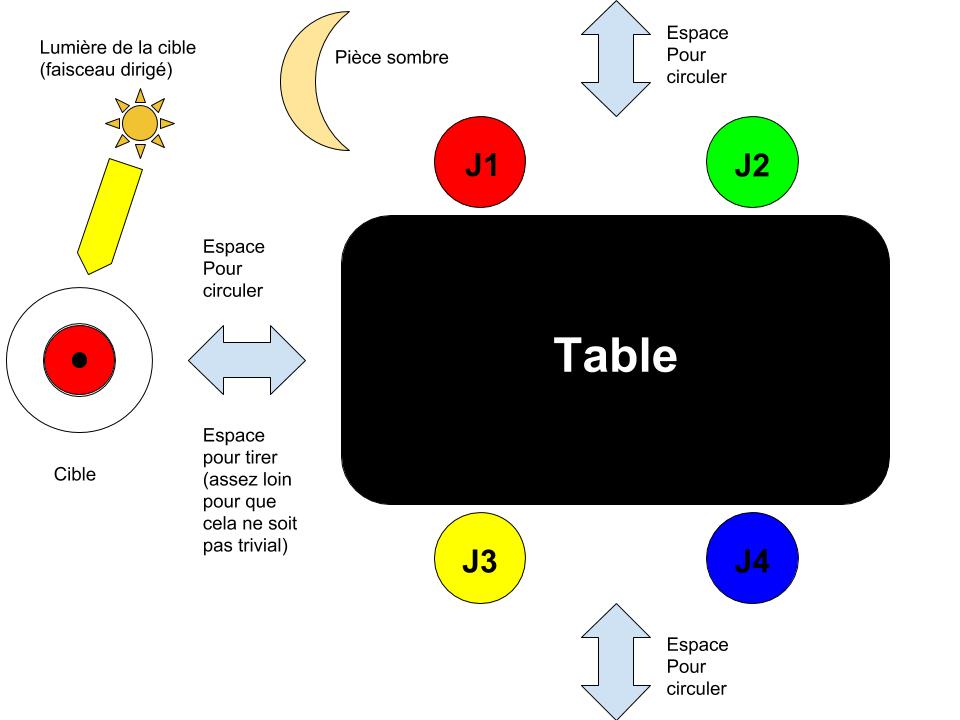 Lumière de la cible
(faisceau dirigé)
Pièce sombre
Espace
Pour
circuler
J1
J2
Espace
Pour
circuler
Table
Cible
Espace
pour tirer
(assez loin
pour que
cela ne soit
pas trivial)
J3
J4
Espace
Pour
circuler